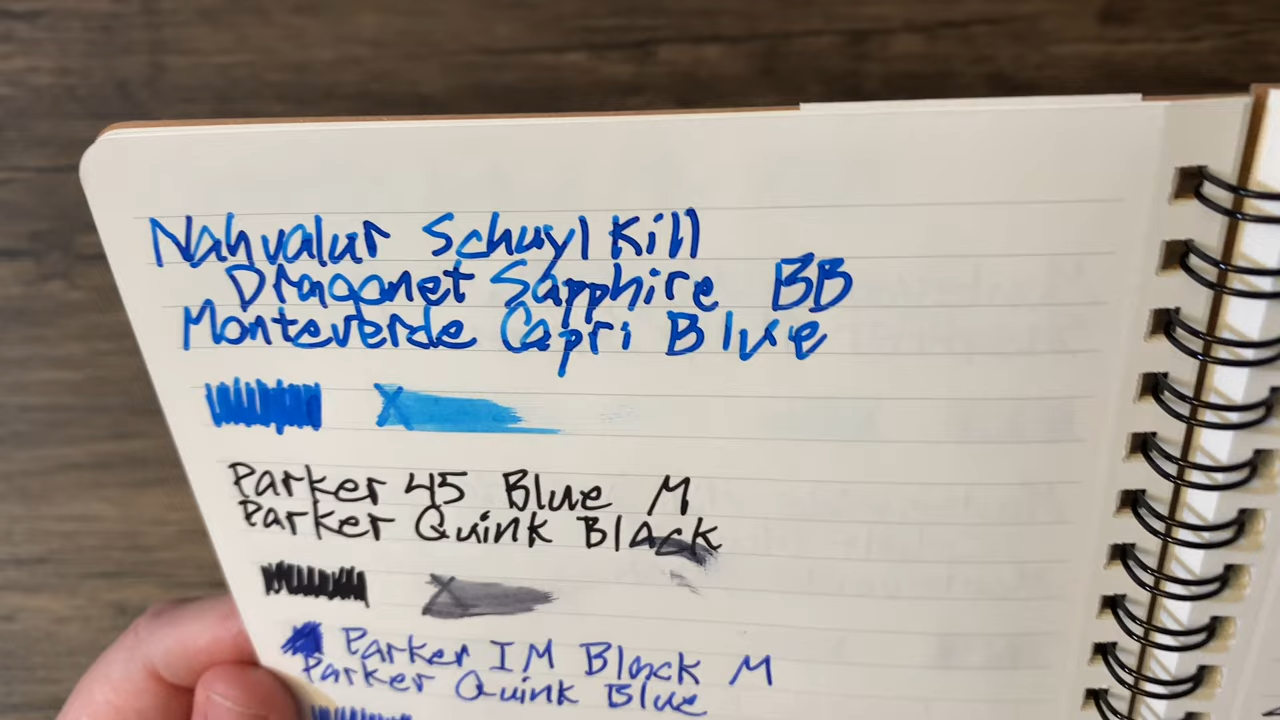 Nahvalur Schuylkill
Dragonet Sapphire BB
Monteverde Capri Blue
X
Parker 45 Blue M
Parker Quink Black
X
Parker IM Black M
Parker Quink Blue